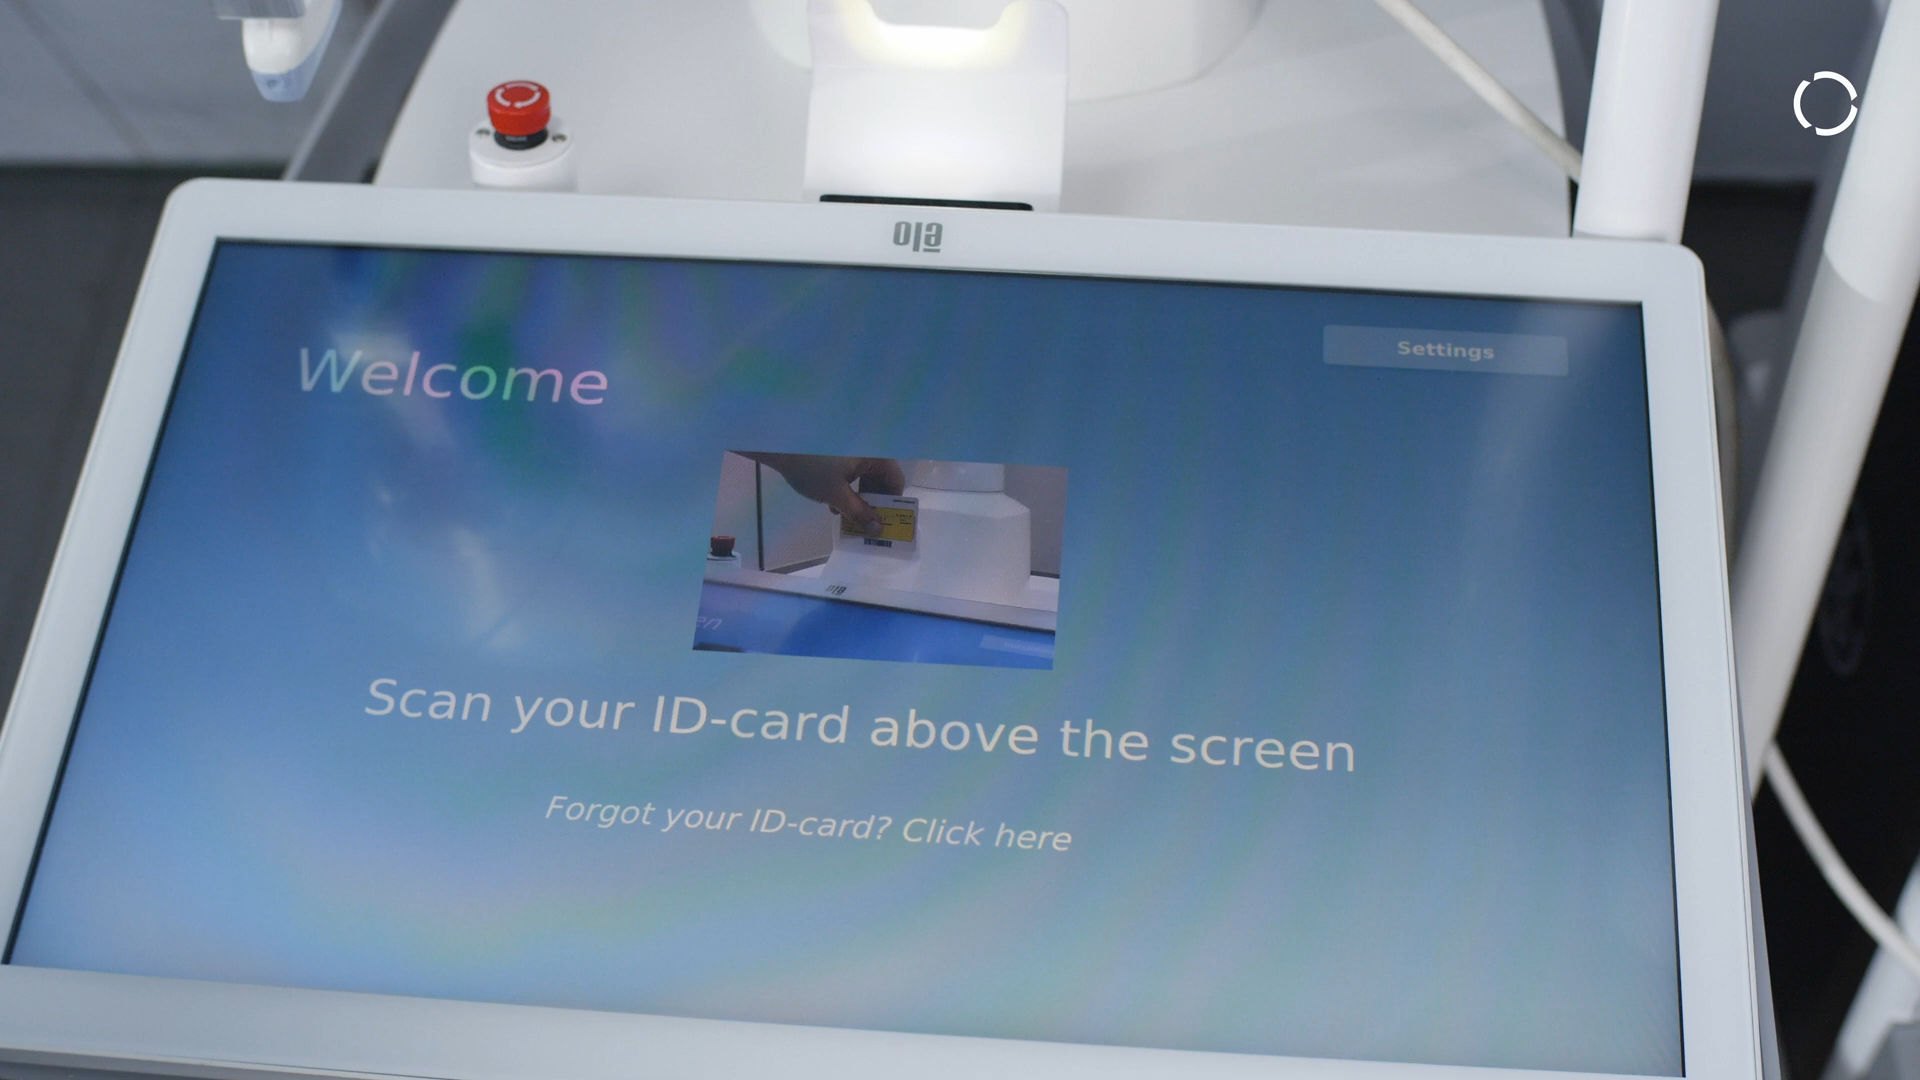 elo
Welcome
Settings
Scan your ID-card above the screen
Forgot your ID-card? Click here